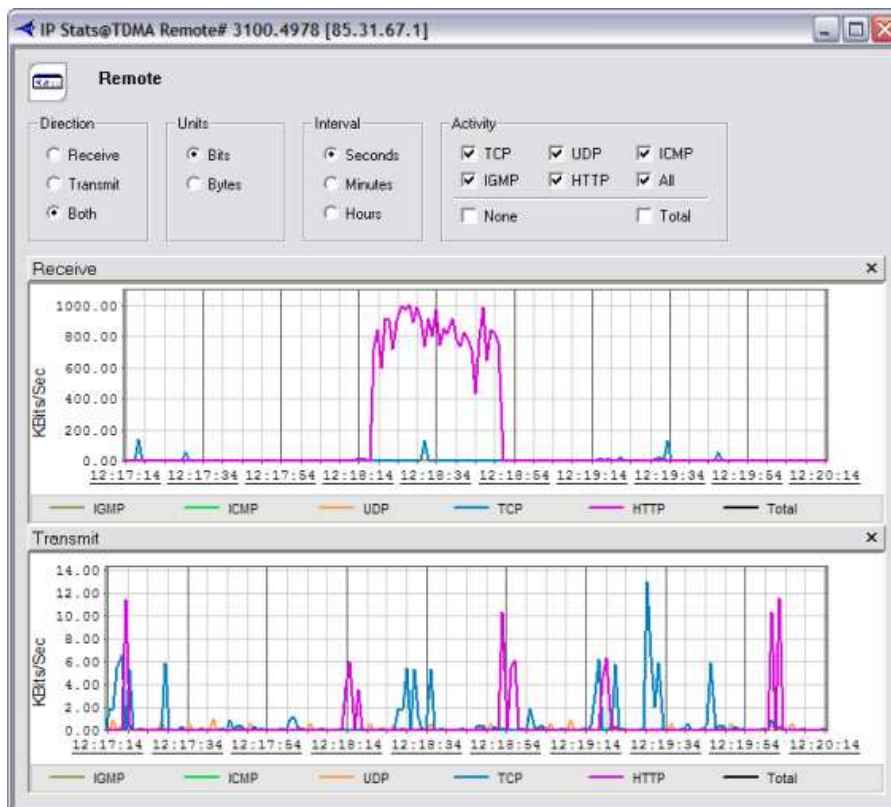 IP Stats@TDMA Remote# 3100.4978 [85.31.67.1]
Remote
Direction
Receive
Transmit
Both
Units
Bits
Bytes
Interval
Seconds
Minutes
Hours
Activity
TCP UDP ICMP
IGMP HTTP All
None Total
Receive
KBits/Sec
1000.00
800.00
600.00
400.00
200.00
0.00
12:17:14 12:17:34 12:17:54 12:18:14 12:18:34 12:18:54 12:19:14 12:19:34 12:19:54 12:20:14
IGMP ICMP UDP TCP HTTP Total
Transmit
KBits/Sec
14.00
12.00
10.00
8.00
6.00
4.00
2.00
0.00
12:17:14 12:17:34 12:17:54 12:18:14 12:18:34 12:18:54 12:19:14 12:19:34 12:19:54 12:20:14
IGMP ICMP UDP TCP HTTP Total